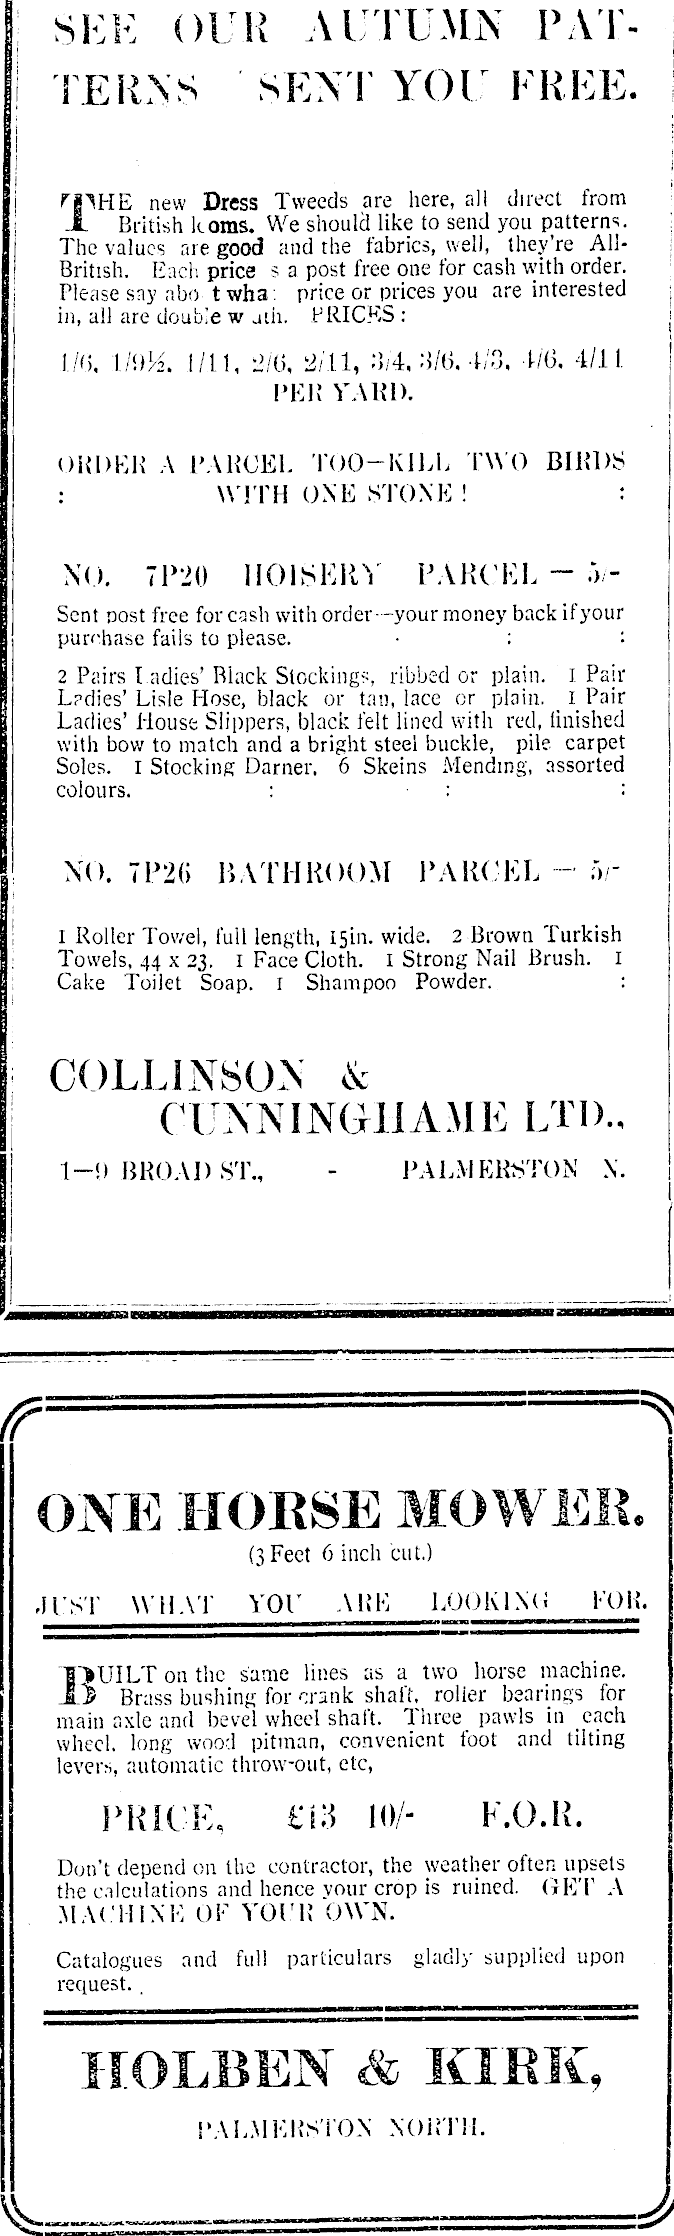 SEE OUR AUTUMN PAT-
TERNS SENT YOU FREE.
THE new Dress Tweeds are here, all direct from
British looms. We should like to send you patterns.
The values are good and the fabrics, well, they're All-
British. Each price s a post free one for cash with order.
Please say abo t wha: price or prices you are interested
in, all are double width. PRICES:
1/6, 1/9½, 1/11, 2/6, 2/11, 3/4, 3/6, 4/3, 4/6, 4/11
PER YARD.
ORDER A PARCEL TOO—KILL TWO BIRDS
: WITH ONE STONE! :
NO. 7P20 HOISERY PARCEL — 5/-
Sent post free for cash with order—your money back if your
purchase fails to please. : :
2 Pairs Ladies' Black Stockings, ribbed or plain. 1 Pair
Ladies' Lisle Hose, black or tan, lace or plain. 1 Pair
Ladies' House Slippers, black felt lined with red, finished
with bow to match and a bright steel buckle, pile carpet
Soles. 1 Stocking Darner, 6 Skeins Mending, assorted
colours. : : :
NO. 7P26 BATHROOM PARCEL — 5/-
1 Roller Towel, full length, 15in. wide. 2 Brown Turkish
Towels, 44 x 23. 1 Face Cloth. 1 Strong Nail Brush. 1
Cake Toilet Soap. 1 Shampoo Powder. :
COLLINSON &
CUNNINGHAME LTD.,
1—9 BROAD ST., - PALMERSTON N.
ONE HORSE MOWER.
(3 Feet 6 inch cut.)
JUST WHAT YOU ARE LOOKING FOR.
BUILT on the same lines as a two horse machine.
Brass bushing for crank shaft, roller bearings for
main axle and bevel wheel shaft. Three pawls in each
wheel, long wood pitman, convenient foot and tilting
levers, automatic throw-out, etc,
PRICE, £13 10/- F.O.R.
Don't depend on the contractor, the weather often upsets
the calculations and hence your crop is ruined. GET A
MACHINE OF YOUR OWN.
Catalogues and full particulars gladly supplied upon
request.
HOLBEN & KIRK,
PALMERSTON NORTH.